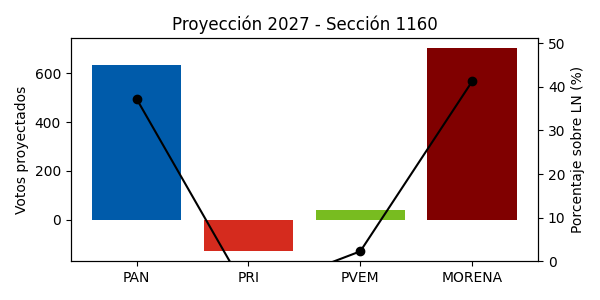 Proyección 2027 - Sección 1160
Votos proyectados
600
400
200
0
50
40
30
20
10
0
Porcentaje sobre LN (%)
PAN PRI PVEM MORENA